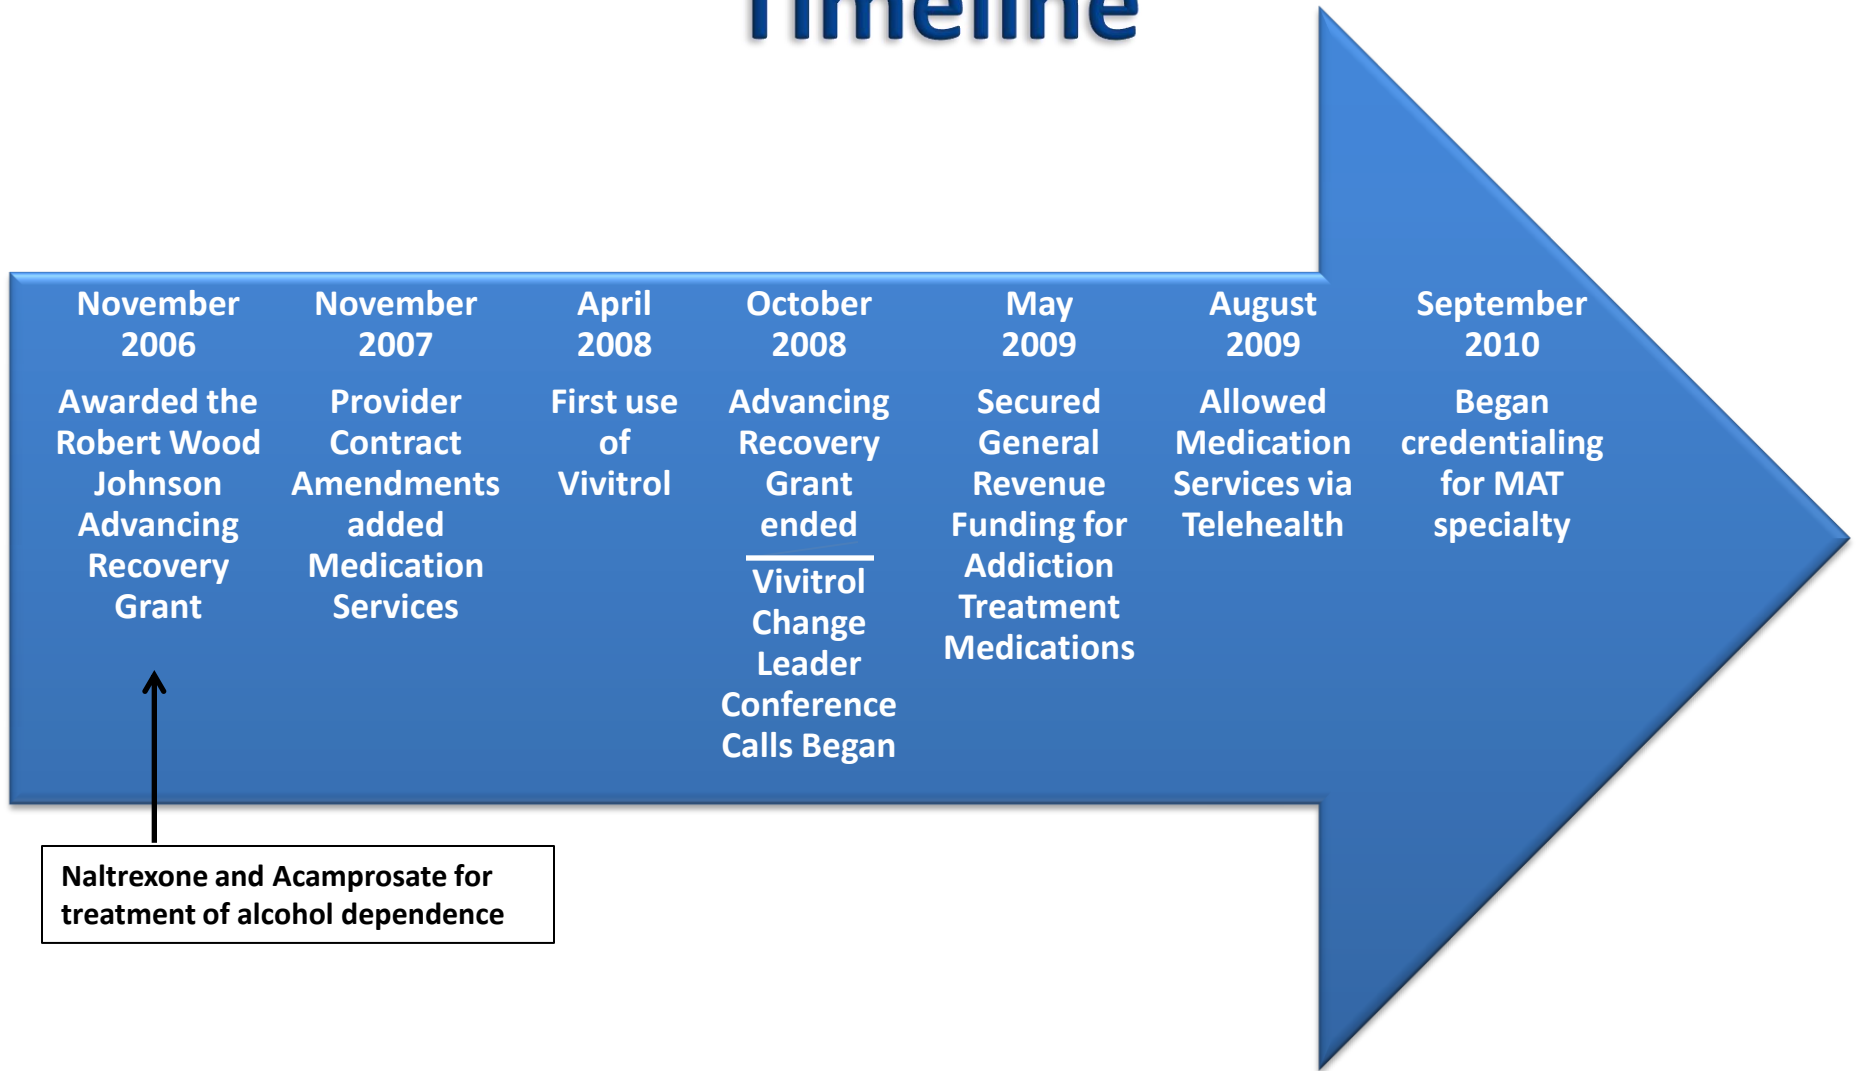 Timeline
November
2006
Awarded the
Robert Wood
Johnson
Advancing
Recovery
Grant
November
2007
Provider
Contract
Amendments
added
Medication
Services
April
2008
First use
of
Vivitrol
October
2008
Advancing
Recovery
Grant
ended
Vivitrol
Change
Leader
Conference
Calls Began
May
2009
Secured
General
Revenue
Funding for
Addiction
Treatment
Medications
August
2009
Allowed
Medication
Services via
Telehealth
September
2010
Began
credentialing
for MAT
specialty
Naltrexone and Acamprosate for
treatment of alcohol dependence